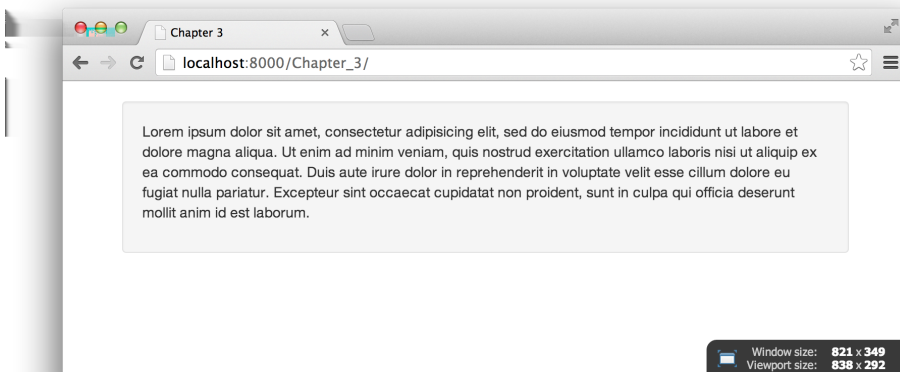 Chapter 3
localhost:8000/Chapter_3/
Lorem ipsum dolor sit amet, consectetur adipisicing elit, sed do eiusmod tempor incididunt ut labore et
dolore magna aliqua. Ut enim ad minim veniam, quis nostrud exercitation ullamco laboris nisi ut aliquip ex
ea commodo consequat. Duis aute irure dolor in reprehenderit in voluptate velit esse cillum dolore eu
fugiat nulla pariatur. Excepteur sint occaecat cupidatat non proident, sunt in culpa qui officia deserunt
mollit anim id est laborum.
Window size: 821 x 349
Viewport size: 838 x 292